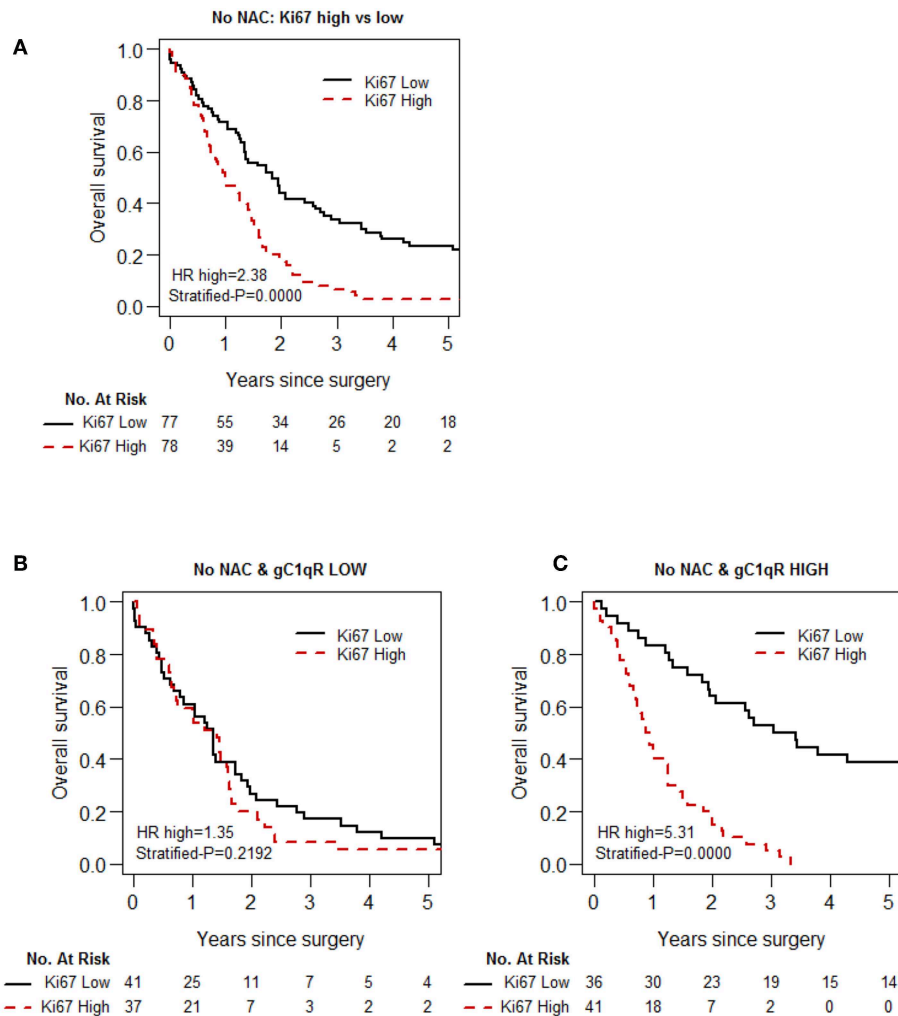 A
No NAC: Ki67 high vs low
Overall survival
1.0
0.8
0.6
0.4
0.2
0.0
Ki67 Low
Ki67 High
HR high=2.38
Stratified-P=0.0000
0 1 2 3 4 5
Years since surgery
No. At Risk
Ki67 Low 77 55 34 26 20 18
Ki67 High 78 39 14 5 2 2
B
No NAC & gC1qR LOW
Overall survival
1.0
0.8
0.6
0.4
0.2
0.0
Ki67 Low
Ki67 High
HR high=1.35
Stratified-P=0.2192
0 1 2 3 4 5
Years since surgery
No. At Risk
Ki67 Low 41 25 11 7 5 4
Ki67 High 37 21 7 3 2 2
C
No NAC & gC1qR HIGH
Overall survival
1.0
0.8
0.6
0.4
0.2
0.0
Ki67 Low
Ki67 High
HR high=5.31
Stratified-P=0.0000
0 1 2 3 4 5
Years since surgery
No. At Risk
Ki67 Low 36 30 23 19 15 14
Ki67 High 41 18 7 2 0 0